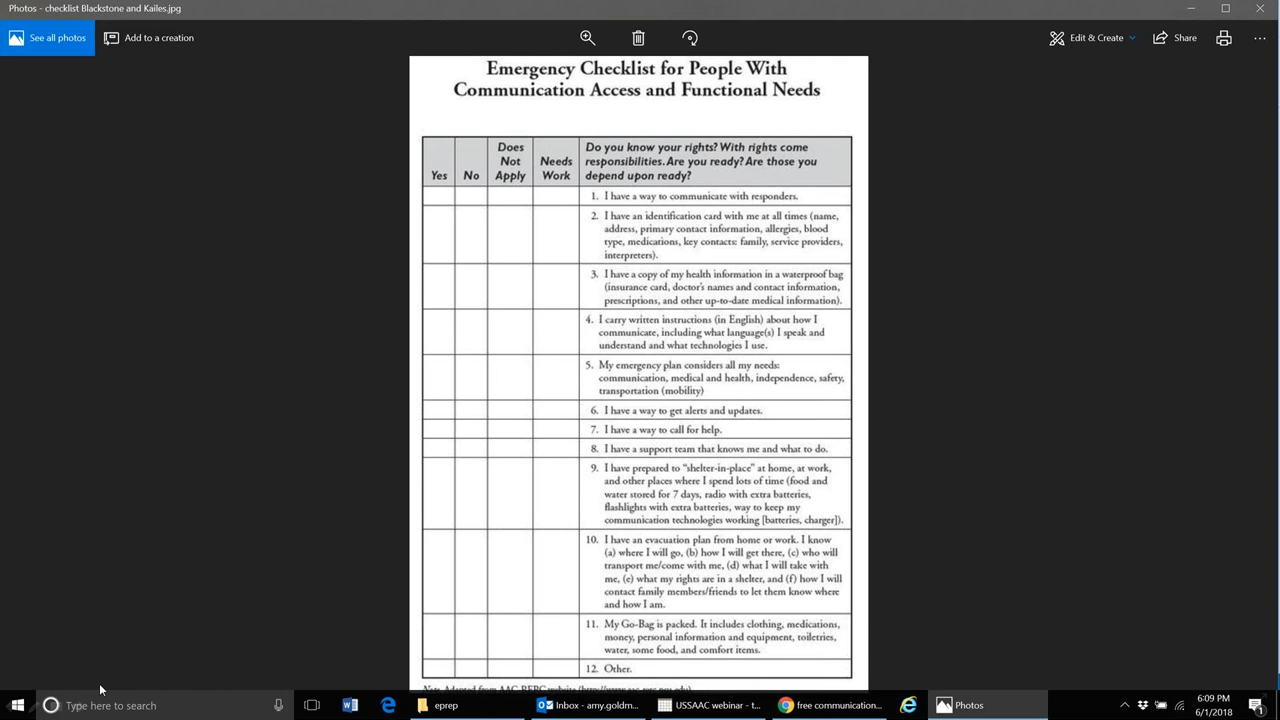 Photos - checklist Blackstone and Kailes.jpg
See all photos
Add to a creation
Edit & Create
Share
Emergency Checklist for People With
Communication Access and Functional Needs
Yes
No
Does
Not
Apply
Needs
Work
Do you know your rights? With rights come
responsibilities. Are you ready? Are those you
depend upon ready?
1. I have a way to communicate with responders.
2. I have an identification card with me at all times (name,
address, primary contact information, allergies, blood
type, medications, key contacts: family, service providers,
interpreters).
3. I have a copy of my health information in a waterproof bag
(insurance card, doctor's names and contact information,
prescriptions, and other up-to-date medical information).
4. I carry written instructions (in English) about how I
communicate, including what language(s) I speak and
understand and what technologies I use.
5. My emergency plan considers all my needs:
communication, medical and health, independence, safety,
transportation (mobility)
6. I have a way to get alerts and updates.
7. I have a way to call for help.
8. I have a support team that knows me and what to do.
9. I have prepared to "shelter-in-place" at home, at work,
and other places where I spend lots of time (food and
water stored for 7 days, radio with extra batteries,
flashlights with extra batteries, way to keep my
communication technologies working [batteries, charger]).
10. I have an evacuation plan from home or work. I know
(a) where I will go, (b) how I will get there, (c) who will
transport me/come with me, (d) what I will take with
me, (e) what my rights are in a shelter, and (f) how I will
contact family members/friends to let them know where
and how I am.
11. My Go-Bag is packed. It includes clothing, medications,
money, personal information and equipment, toiletries,
water, some food, and comfort items.
12. Other.
Note. Adapted from AAC-RERC website
Type here to search
eprep
Inbox - amy.goldm...
USSAAC webinar - t...
free communication...
Photos
6:09 PM
6/1/2018
1